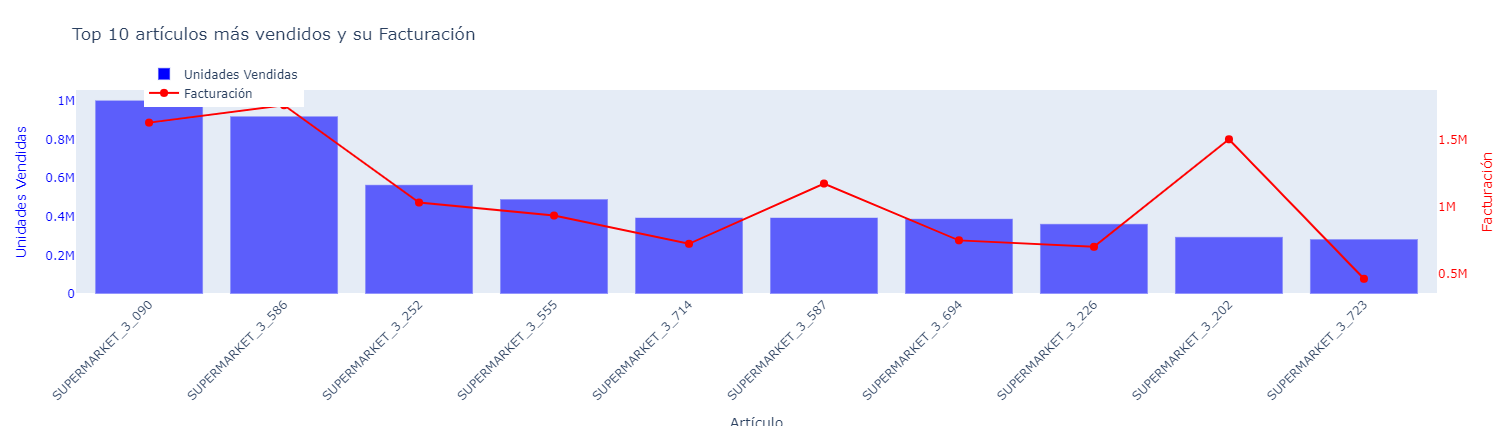 Top 10 artículos más vendidos y su Facturación
Unidades Vendidas
Facturación
1M
0.8M
0.6M
0.4M
0.2M
0
Unidades Vendidas
1.5M
1M
0.5M
Facturación
SUPERMARKET_3_090
SUPERMARKET_3_586
SUPERMARKET_3_252
SUPERMARKET_3_555
SUPERMARKET_3_714
SUPERMARKET_3_587
SUPERMARKET_3_694
SUPERMARKET_3_226
SUPERMARKET_3_202
SUPERMARKET_3_723
Artículo